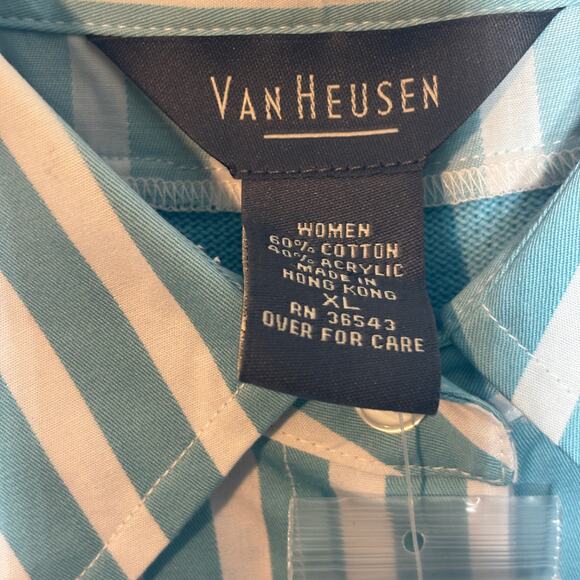 VAN HEUSEN
WOMEN
60% COTTON
40% ACRYLIC
MADE IN
HONG KONG
XL
RN 36543
OVER FOR CARE